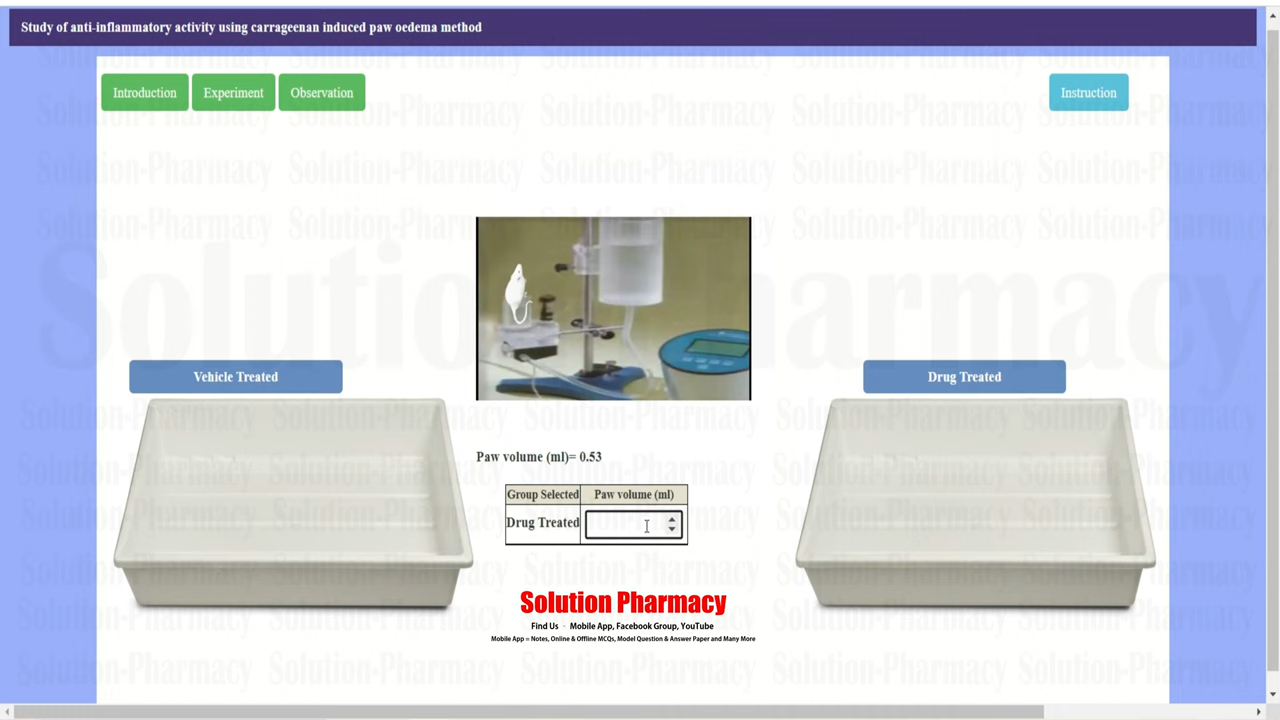 Study of anti-inflammatory activity using carrageenan induced paw oedema method
Introduction
Experiment
Observation
Instruction
Vehicle Treated
Drug Treated
Paw volume (ml)= 0.53
Group Selected
Paw volume (ml)
Drug Treated
Solution Pharmacy
Find Us - Mobile App, Facebook Group, YouTube
Mobile App = Notes, Online & Offline MCQs, Model Question & Answer Paper and Many More
Solution-Pharmacy